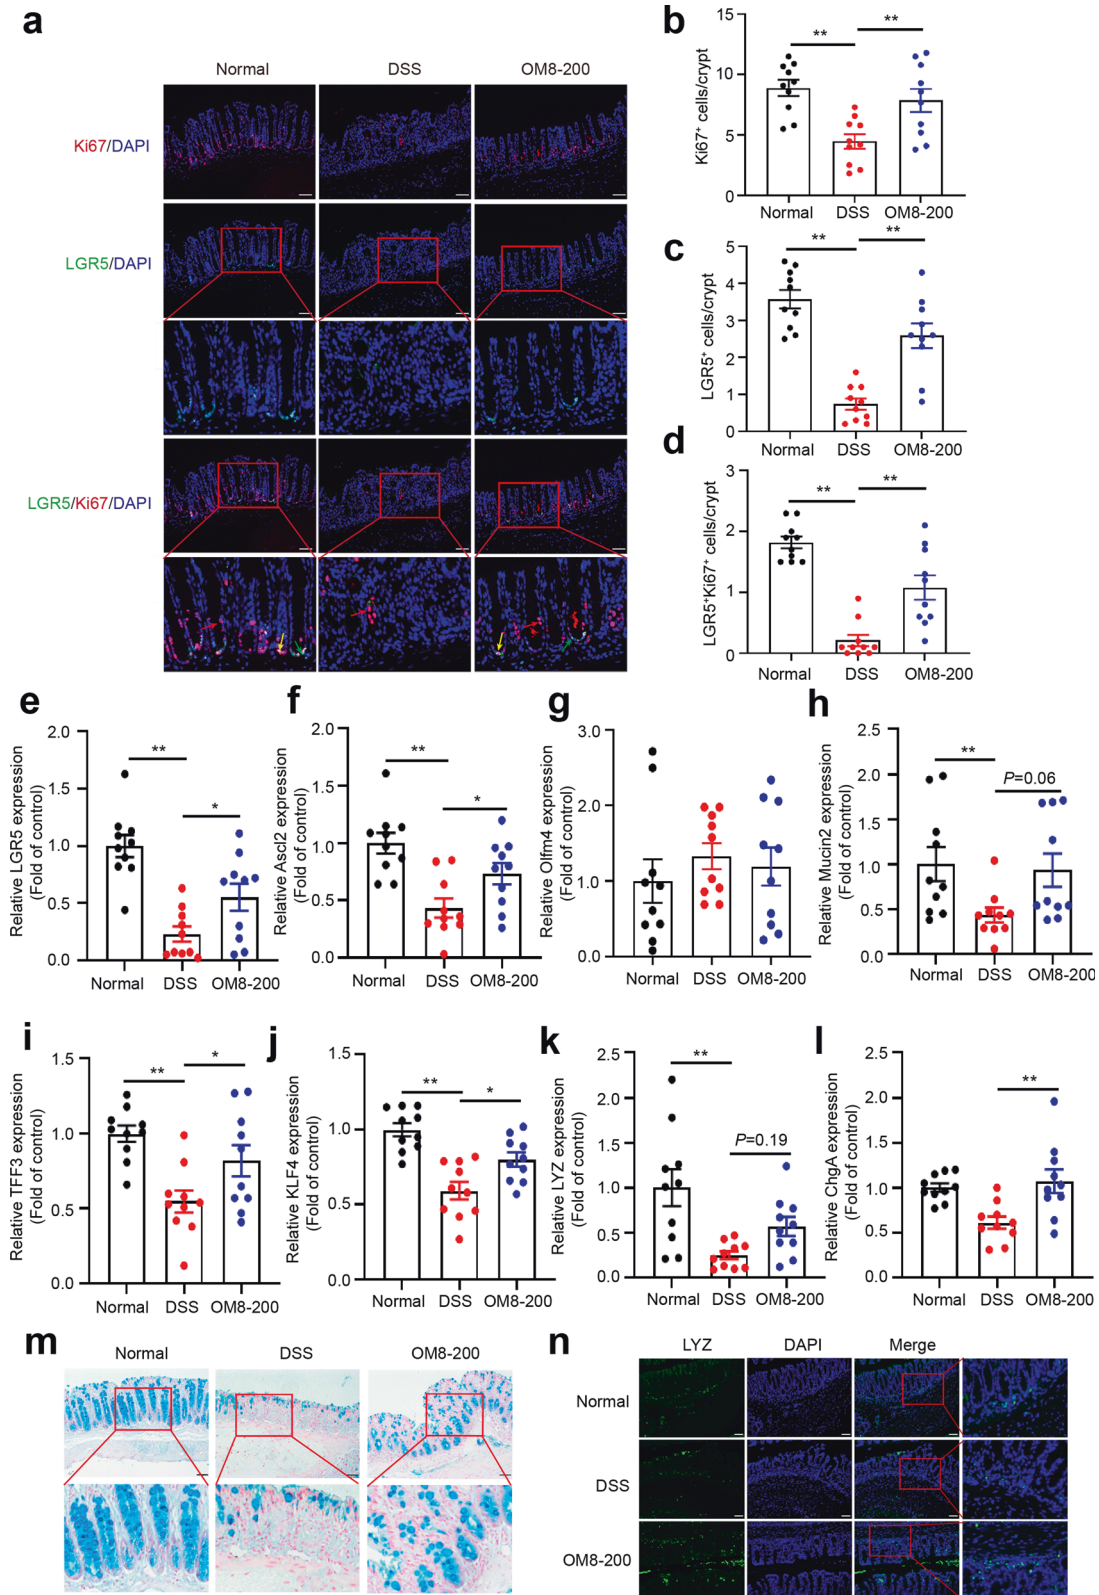 a
Normal DSS OM8-200
Ki67/DAPI
LGR5/DAPI
LGR5/Ki67/DAPI
b
Ki67+ cells/crypt
15
10
5
0
** **
Normal DSS OM8-200
c
LGR5+ cells/crypt
5
4
3
2
1
0
** **
Normal DSS OM8-200
d
LGR5+Ki67+ cells/crypt
3
2
1
0
** **
Normal DSS OM8-200
e
Relative LGR5 expression
(Fold of control)
2.0
1.5
1.0
0.5
0.0
** *
Normal DSS OM8-200
f
Relative Ascl2 expression
(Fold of control)
2.0
1.5
1.0
0.5
0.0
** *
Normal DSS OM8-200
g
Relative Olfm4 expression
(Fold of control)
3.0
2.0
1.0
0.0
Normal DSS OM8-200
h
Relative Mucin2 expression
(Fold of control)
2.5
2.0
1.5
1.0
0.5
0.0
** P=0.06
Normal DSS OM8-200
i
Relative TFF3 expression
(Fold of control)
1.5
1.0
0.5
0.0
** *
Normal DSS OM8-200
j
Relative KLF4 expression
(Fold of control)
1.5
1.0
0.5
0.0
** *
Normal DSS OM8-200
k
Relative LYZ expression
(Fold of control)
2.5
2.0
1.5
1.0
0.5
0.0
** P=0.19
Normal DSS OM8-200
l
Relative ChgA expression
(Fold of control)
2.5
2.0
1.5
1.0
0.5
0.0
**
Normal DSS OM8-200
m
Normal DSS OM8-200
n
LYZ DAPI Merge
Normal
DSS
OM8-200